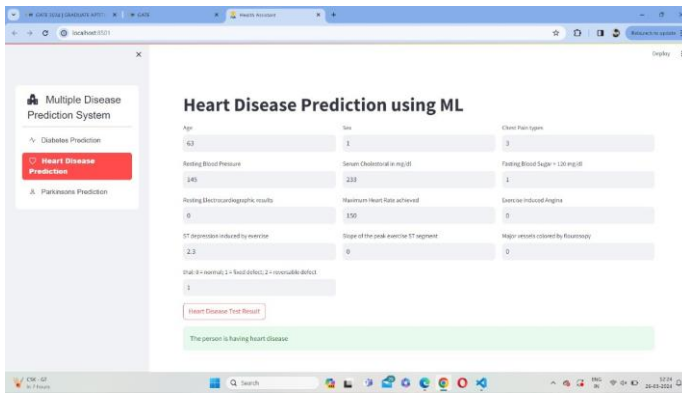 GATE
Health Assistant
localhost:8501
Deploy
Multiple Disease
Prediction System
Diabetes Prediction
Heart Disease
Prediction
Parkinsons Prediction
Heart Disease Prediction using ML
Age
Sex
Chest Pain types
63
1
3
Resting Blood Pressure
Serum Cholestoral in mg/dl
Fasting Blood Sugar > 120 mg/dl
145
233
1
Resting Electrocardiographic results
Maximum Heart Rate achieved
Exercise Induced Angina
0
150
0
ST depression induced by exercise
Slope of the peak exercise ST segment
Major vessels colored by flourosopy
2.3
0
0
thal: 0 = normal; 1 = fixed defect; 2 = reversable defect
1
Heart Disease Test Result
The person is having heart disease
Search
ENG
IN